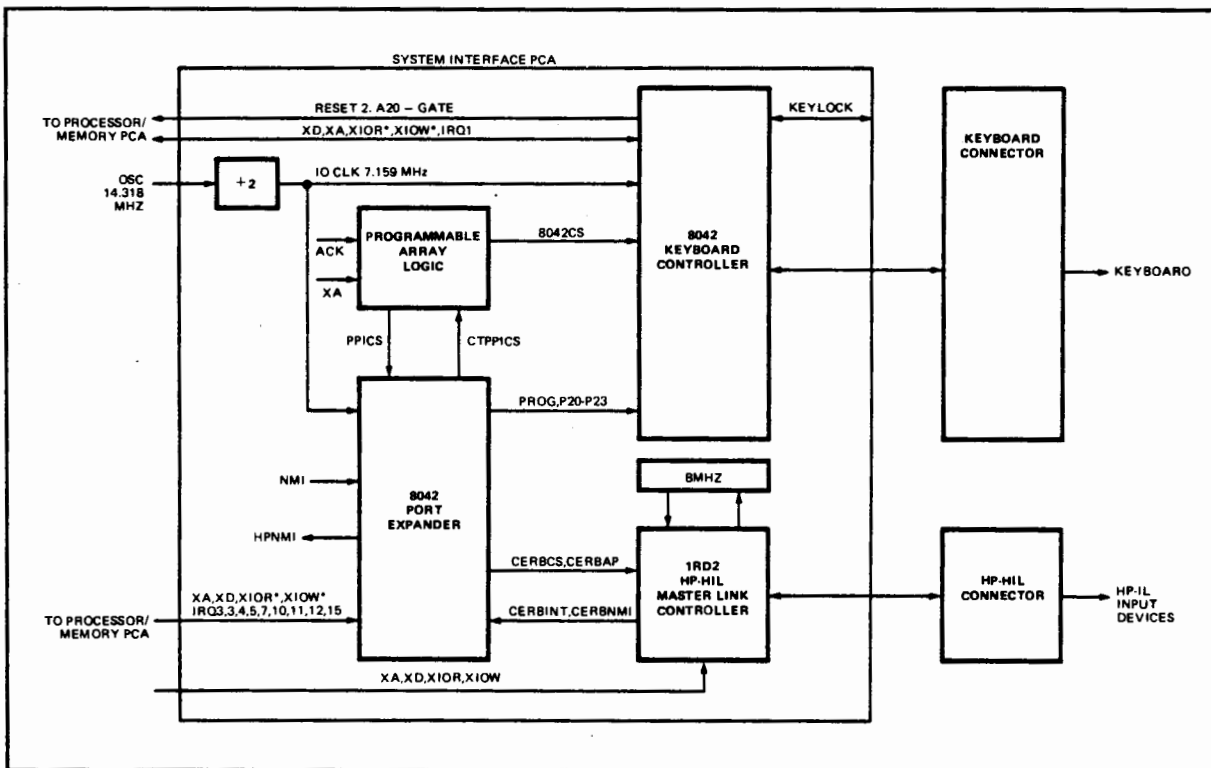 SYSTEM INTERFACE PCA
RESET 2. A20 – GATE
KEYLOCK
TO PROCESSOR/
MEMORY PCA
XD,XA,XIOR*,XIOW*,IRQ1
KEYBOARD
CONNECTOR
OSC
14.318
MHZ
+2
IO CLK 7.159 MHz
PROGRAMMABLE
ARRAY
LOGIC
ACK
XA
8042CS
8042
KEYBOARD
CONTROLLER
KEYBOARO
PPICS
CTPP1CS
PROG,P20-P23
NMI
8042
PORT
EXPANDER
HPNMI
8MHZ
CERBCS,CERBAP
1RD2
HP-HIL
MASTER LINK
CONTROLLER
HP-HIL
CONNECTOR
HP-IL
INPUT
DEVICES
XA,XD,XIOR*,XIOW*
IRQ3,3,4,5,7,10,11,12,15
CERBINT,CERBNMI
TO PROCESSOR/
MEMORY PCA
XA,XD,XIOR,XIOW